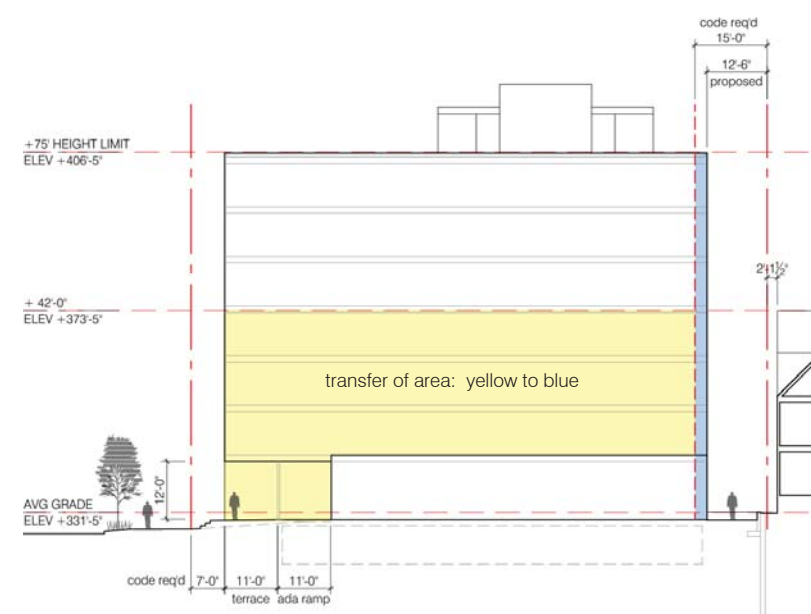 code req'd
15'-0"
12'-6"
proposed
+75' HEIGHT LIMIT
ELEV +406'-5"
2'-1½"
+ 42'-0"
ELEV +373'-5"
transfer of area: yellow to blue
12'-0"
AVG GRADE
ELEV +331'-5"
code req'd 7'-0" 11'-0" 11'-0"
terrace ada ramp